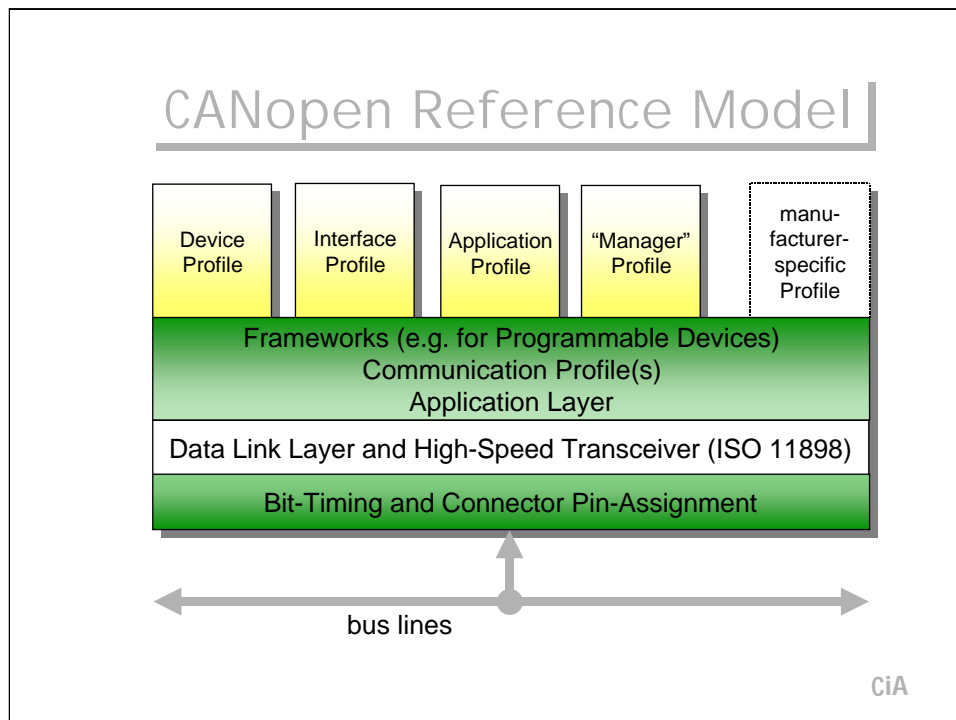 CANopen Reference Model
Device
Profile
Interface
Profile
Application
Profile
“Manager”
Profile
manu-
facturer-
specific
Profile
Frameworks (e.g. for Programmable Devices)
Communication Profile(s)
Application Layer
Data Link Layer and High-Speed Transceiver (ISO 11898)
Bit-Timing and Connector Pin-Assignment
bus lines
CiA